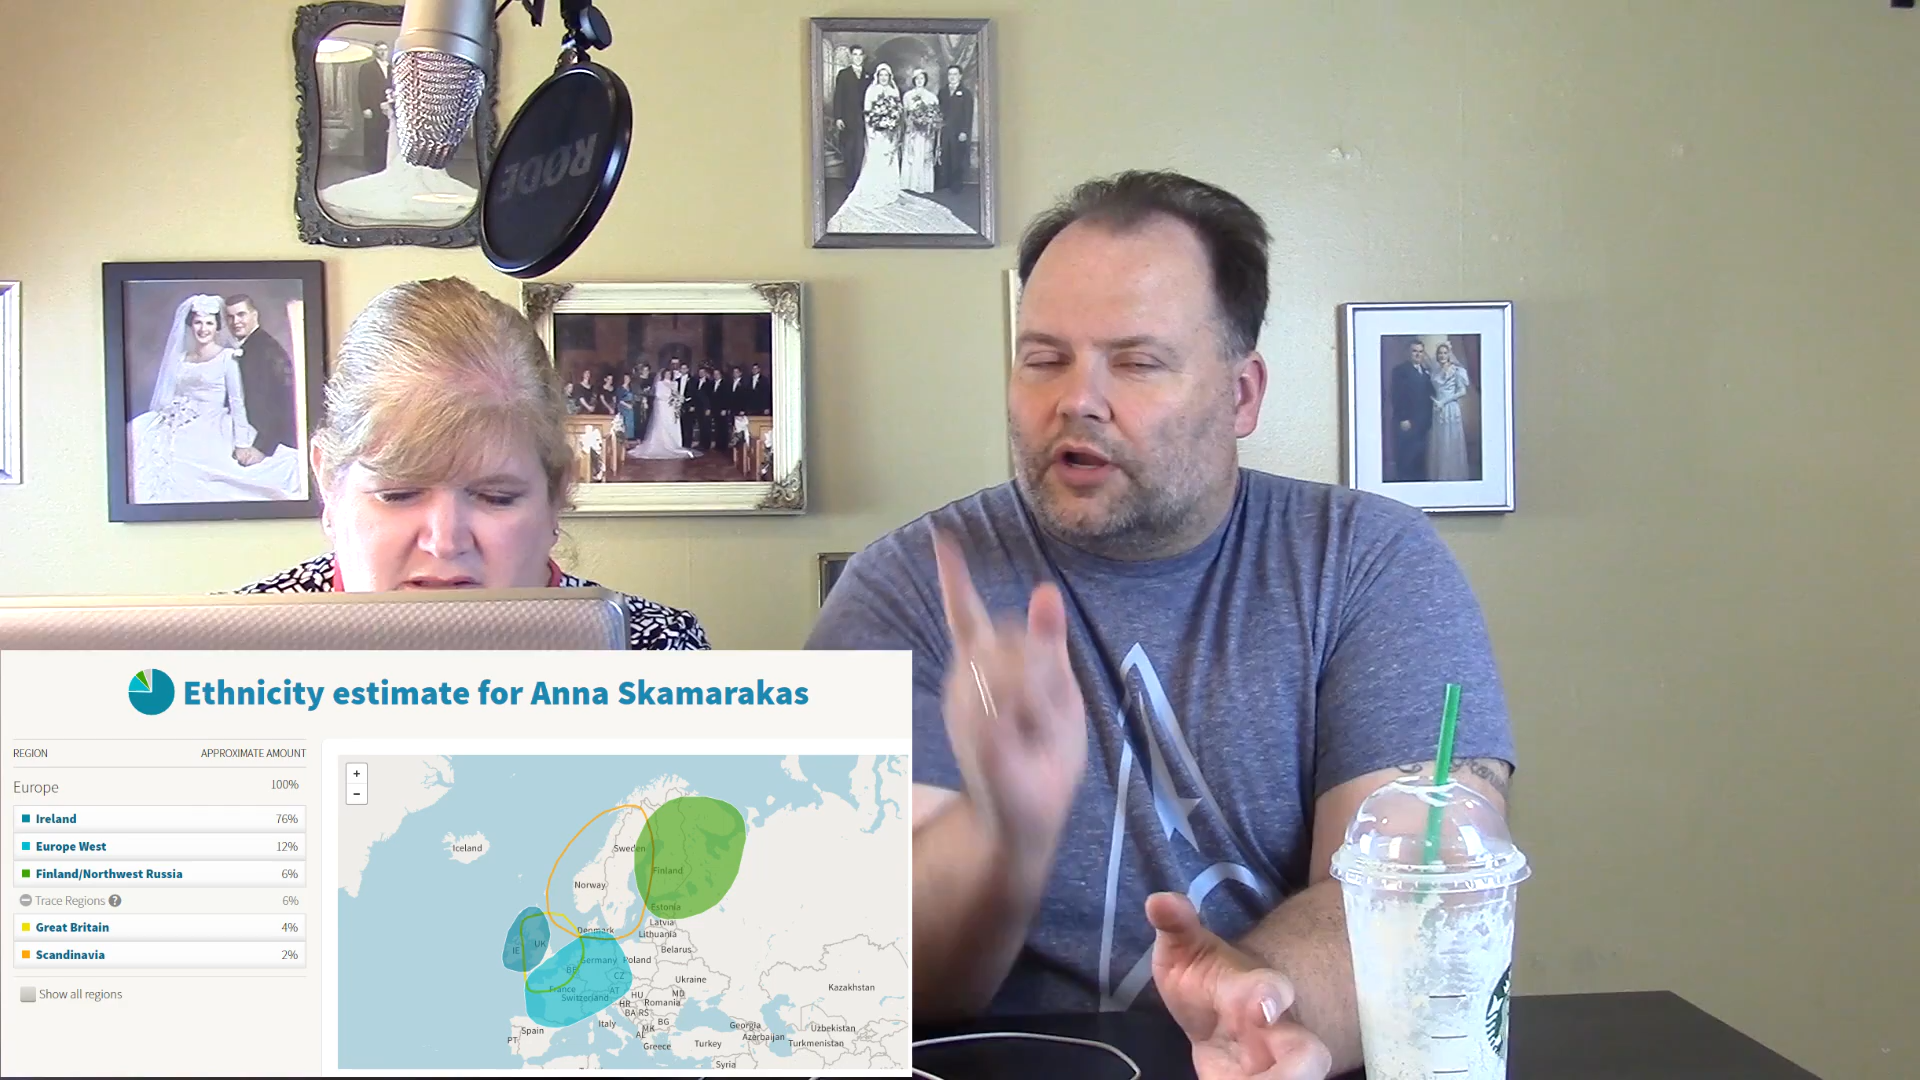 RØDE
Ethnicity estimate for Anna Skamarakas
REGION APPROXIMATE AMOUNT
Europe 100%
Ireland 76%
Europe West 12%
Finland/Northwest Russia 6%
Trace Regions ? 6%
Great Britain 4%
Scandinavia 2%
Show all regions
+
−
Iceland
Sweden
Finland
Norway
Estonia
Latvia
Denmark
Lithuania
UK
IE
Belarus
Germany
Poland
BE
CZ
Ukraine
France
Kazakhstan
AT
Switzerland
HU
MD
HR
Romania
BA RS
Italy
BG
Georgia
Spain
MK
Uzbekistan
AL
Azerbaijan
PT
Greece
Turkey
Turkmenistan
Syria